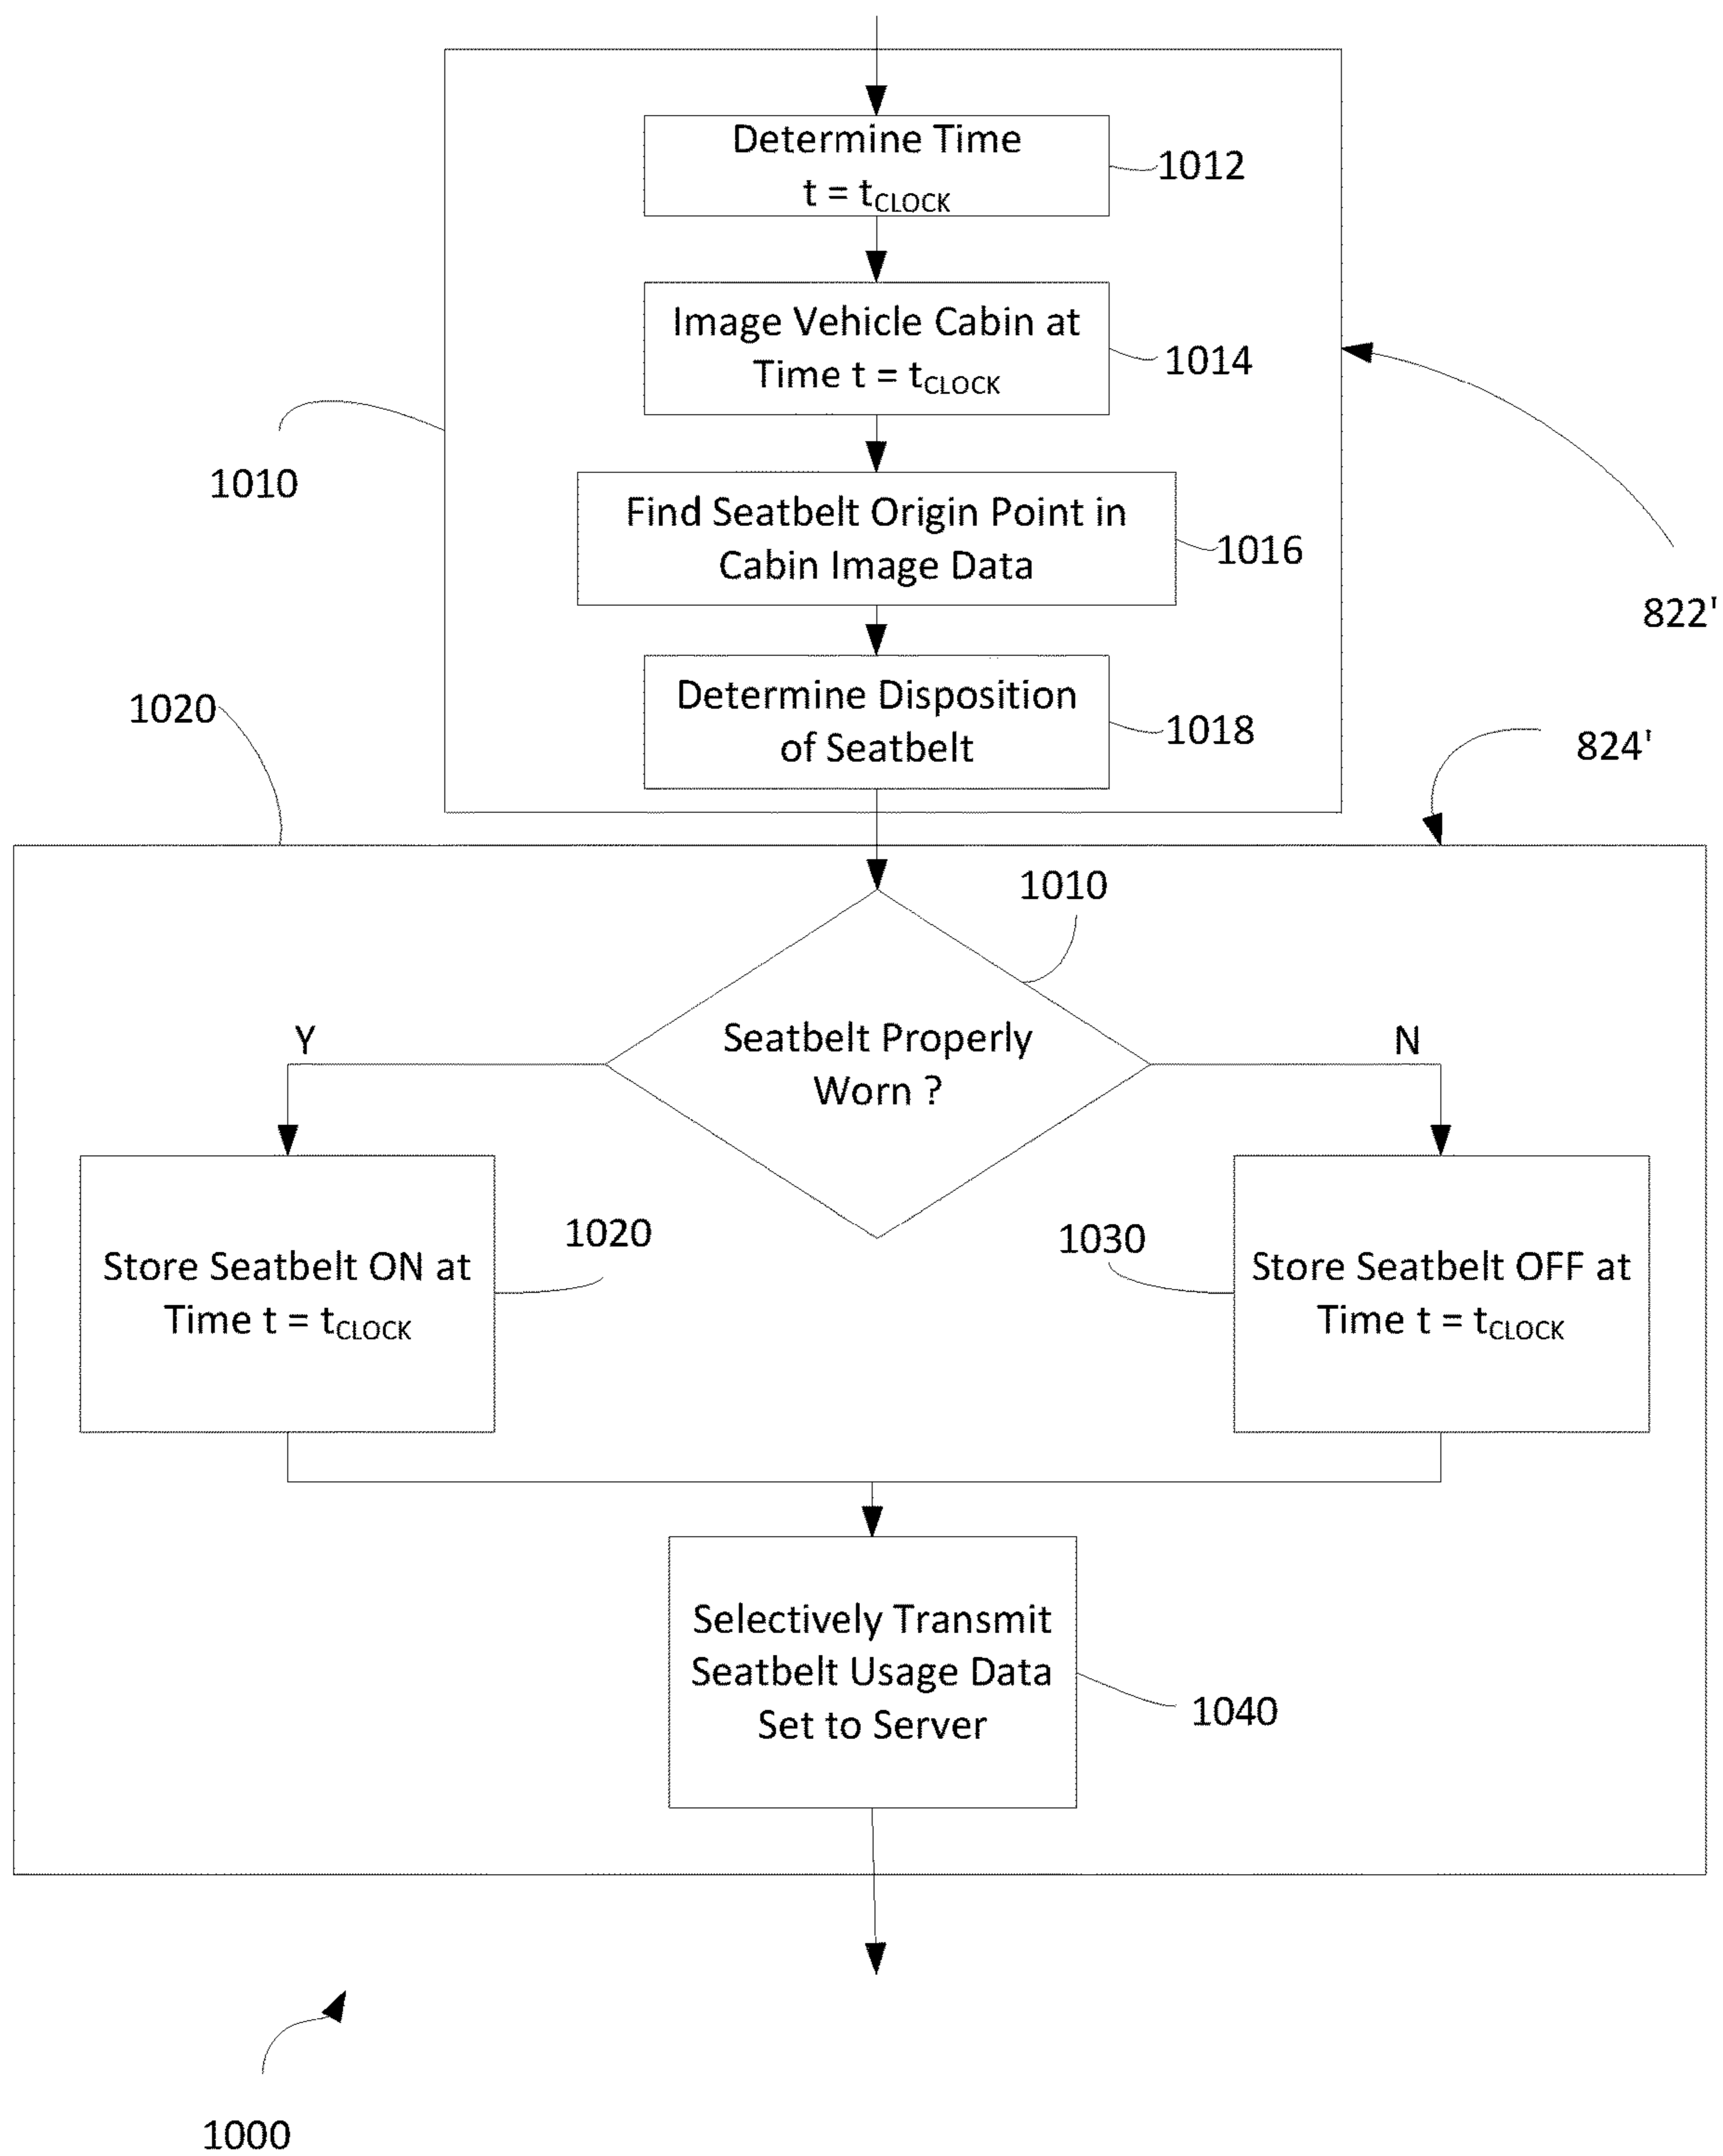 Determine Time
t = tCLOCK
1012
Image Vehicle Cabin at
Time t = tCLOCK
1014
1010
Find Seatbelt Origin Point in
Cabin Image Data
1016
822'
Determine Disposition
of Seatbelt
1018
1020
824'
1010
Seatbelt Properly
Worn ?
Y
N
Store Seatbelt ON at
Time t = tCLOCK
1020
1030
Store Seatbelt OFF at
Time t = tCLOCK
Selectively Transmit
Seatbelt Usage Data
Set to Server
1040
1000